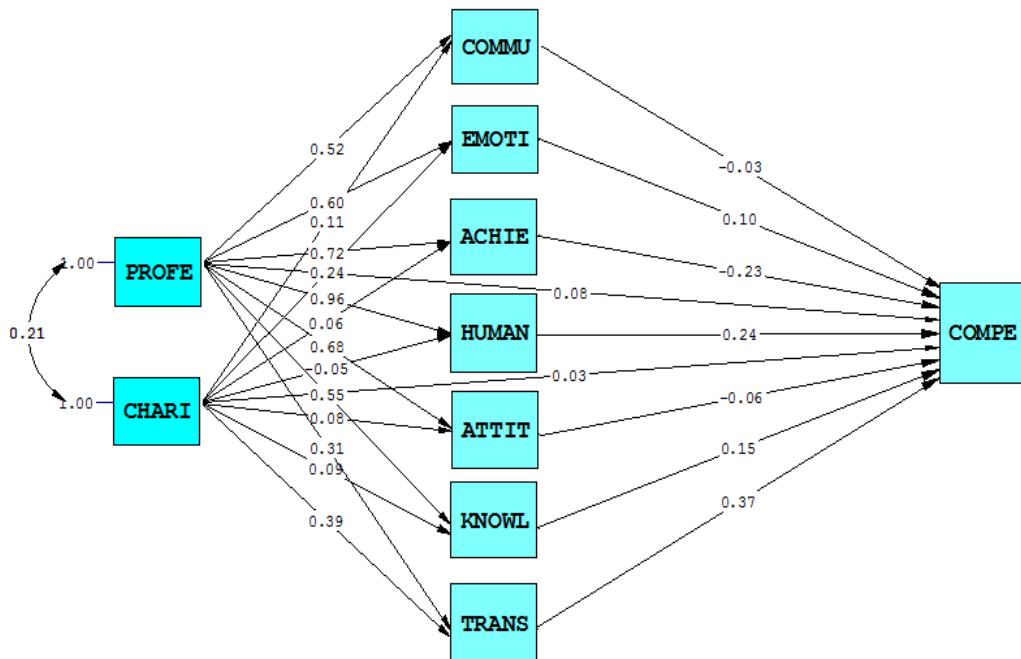 COMMU
EMOTI
ACHIE
HUMAN
ATTIT
KNOWL
TRANS
PROFE
CHARI
COMPE
1.00
1.00
0.21
0.52
0.60
0.11
0.72
0.24
0.96
0.06
0.68
-0.05
0.55
0.08
0.31
0.09
0.39
-0.03
0.10
-0.23
0.08
0.24
0.03
-0.06
0.15
0.37